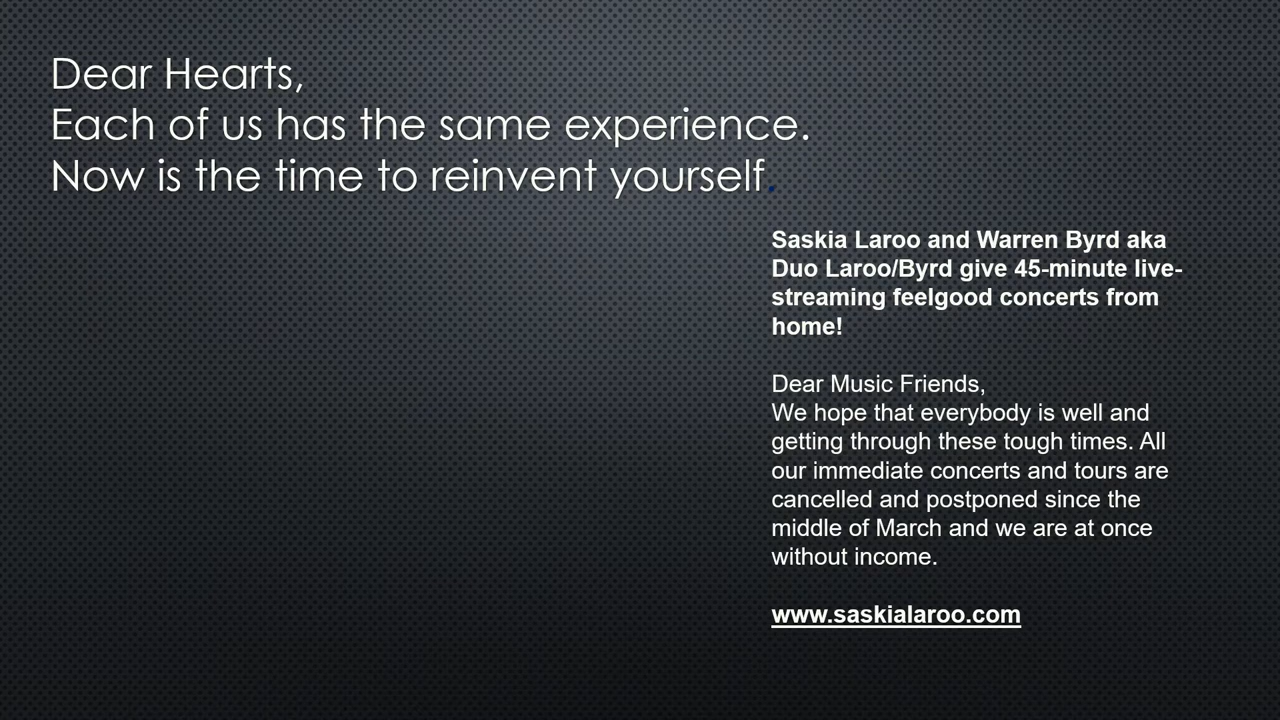 Dear Hearts,
Each of us has the same experience.
Now is the time to reinvent yourself.
Saskia Laroo and Warren Byrd aka
Duo Laroo/Byrd give 45-minute live-
streaming feelgood concerts from
home!
Dear Music Friends,
We hope that everybody is well and
getting through these tough times. All
our immediate concerts and tours are
cancelled and postponed since the
middle of March and we are at once
without income.
www.saskialaroo.com